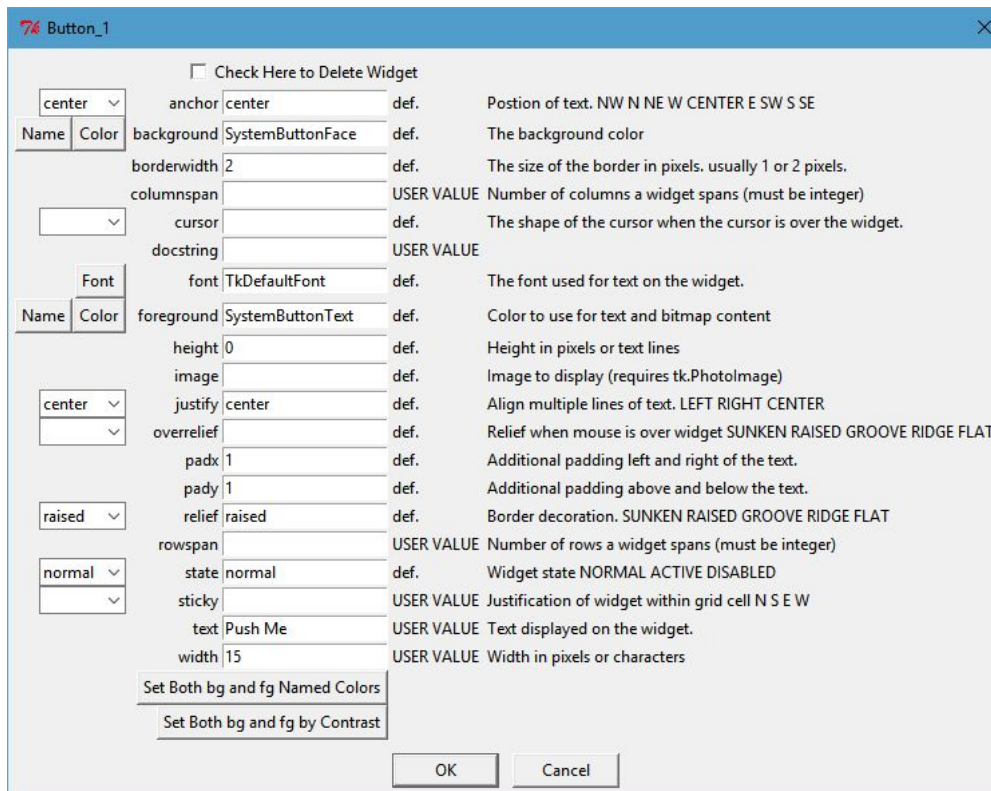 Tk Button_1
Check Here to Delete Widget
center anchor center def. Postion of text. NW N NE W CENTER E SW S SE
Name Color background SystemButtonFace def. The background color
borderwidth 2 def. The size of the border in pixels. usually 1 or 2 pixels.
columnspan USER VALUE Number of columns a widget spans (must be integer)
cursor def. The shape of the cursor when the cursor is over the widget.
docstring USER VALUE
Font font TkDefaultFont def. The font used for text on the widget.
Name Color foreground SystemButtonText def. Color to use for text and bitmap content
height 0 def. Height in pixels or text lines
image def. Image to display (requires tk.PhotoImage)
center justify center def. Align multiple lines of text. LEFT RIGHT CENTER
overrelief def. Relief when mouse is over widget SUNKEN RAISED GROOVE RIDGE FLAT
padx 1 def. Additional padding left and right of the text.
pady 1 def. Additional padding above and below the text.
raised relief raised def. Border decoration. SUNKEN RAISED GROOVE RIDGE FLAT
rowspan USER VALUE Number of rows a widget spans (must be integer)
normal state normal def. Widget state NORMAL ACTIVE DISABLED
sticky USER VALUE Justification of widget within grid cell N S E W
text Push Me USER VALUE Text displayed on the widget.
width 15 USER VALUE Width in pixels or characters
Set Both bg and fg Named Colors
Set Both bg and fg by Contrast
OK Cancel